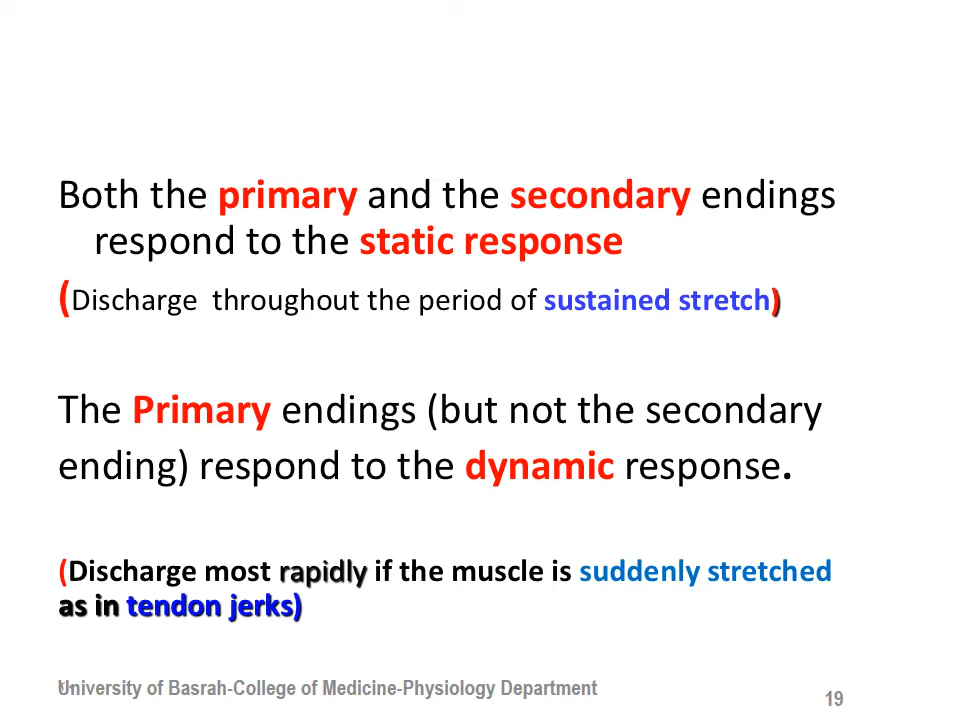 Both the primary and the secondary endings
respond to the static response
(Discharge throughout the period of sustained stretch)
The Primary endings (but not the secondary
ending) respond to the dynamic response.
(Discharge most rapidly if the muscle is suddenly stretched
as in tendon jerks)
University of Basrah-College of Medicine-Physiology Department
19